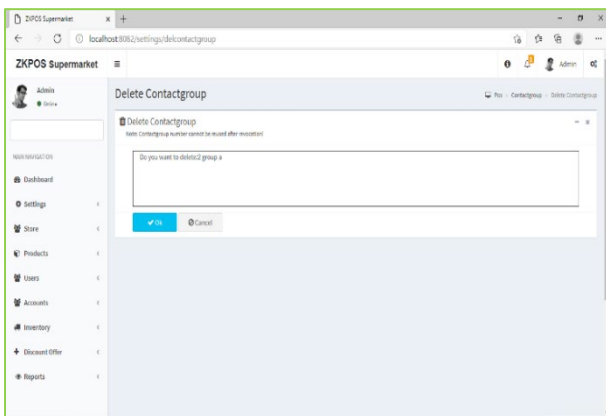 ZKPOS Supermarket
localhost:8082/settings/delcontactgroup
ZKPOS Supermarket
Admin
Admin
Online
Delete Contactgroup
Pos - Contactgroup - Delete Contactgroup
Delete Contactgroup
Note: Contactgroup number cannot be reused after revocation!
Do you want to delete:2 group a
Ok
Cancel
MAIN NAVIGATION
Dashboard
Settings
Store
Products
Users
Accounts
Inventory
Discount Offer
Reports